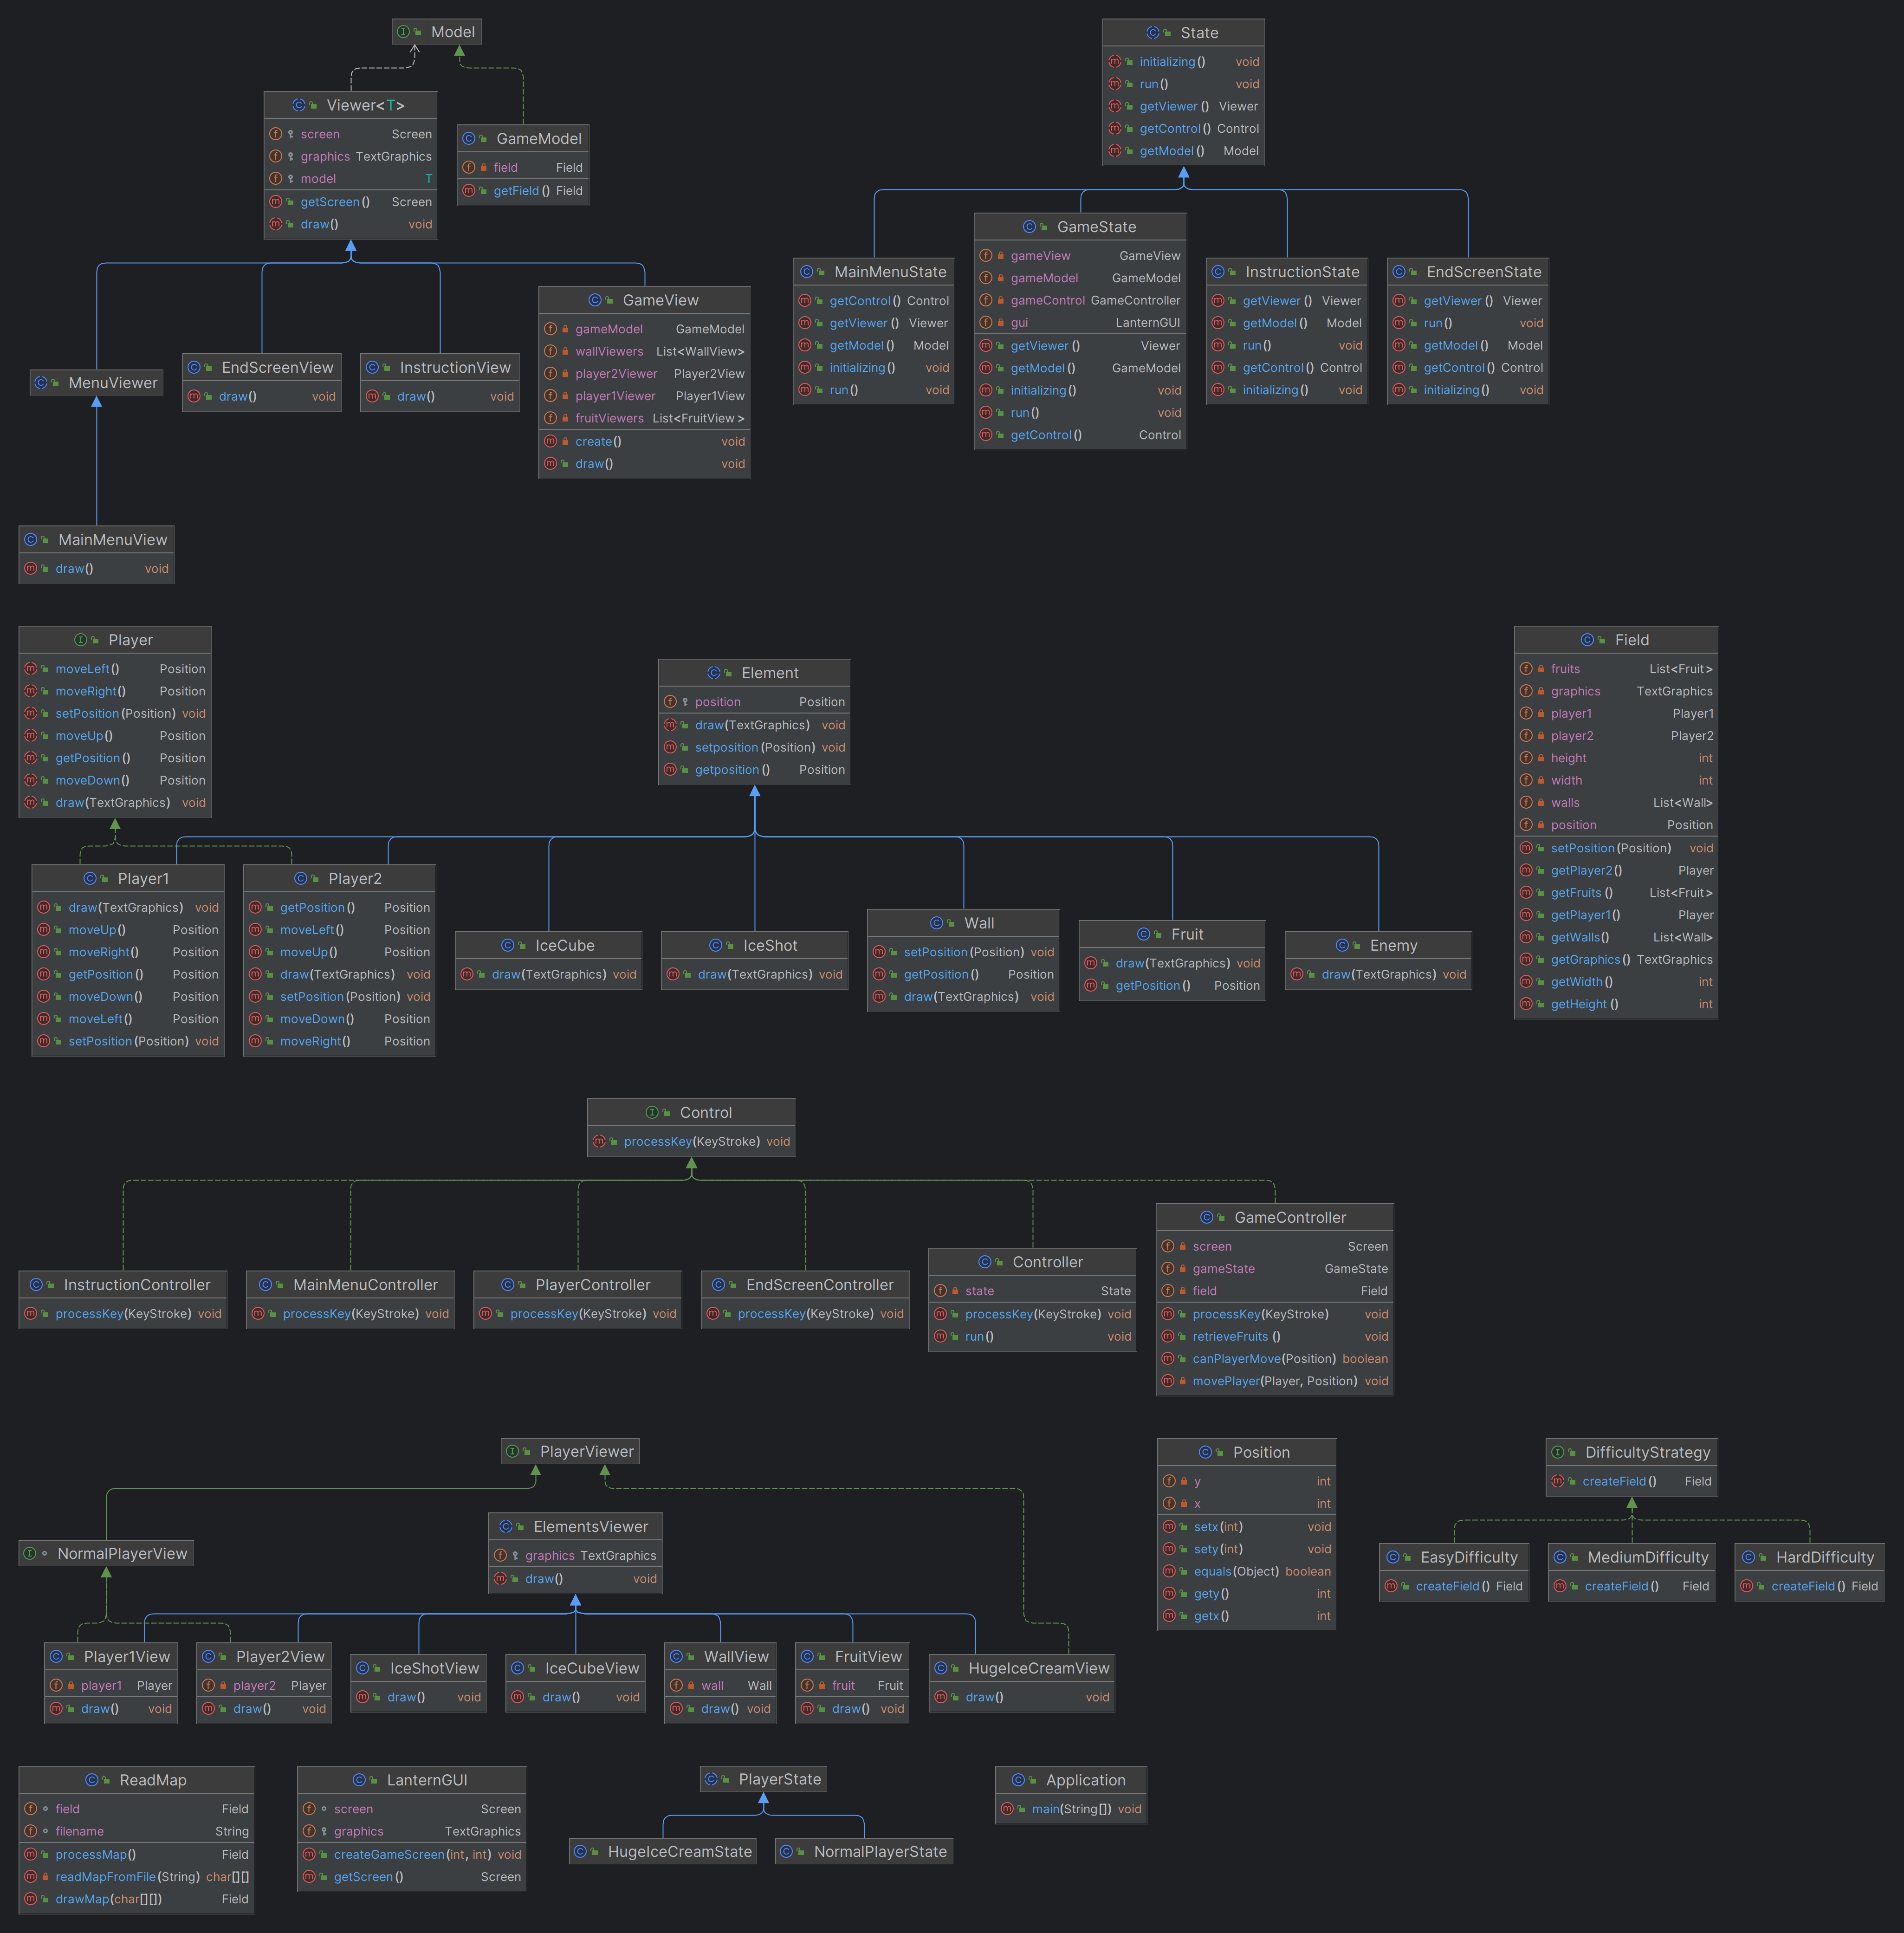 Model
Viewer<T>
screen Screen
graphics TextGraphics
model T
getScreen() Screen
draw() void
GameModel
field Field
getField() Field
State
initializing() void
run() void
getViewer() Viewer
getControl() Control
getModel() Model
MenuViewer
EndScreenView
draw() void
InstructionView
draw() void
GameView
gameModel GameModel
wallViewers List<WallView>
player2Viewer Player2View
player1Viewer Player1View
fruitViewers List<FruitView>
create() void
draw() void
MainMenuState
getControl() Control
getViewer() Viewer
getModel() Model
initializing() void
run() void
GameState
gameView GameView
gameModel GameModel
gameControl GameController
gui LanternGUI
getViewer() Viewer
getModel() GameModel
initializing() void
run() void
getControl() Control
InstructionState
getViewer() Viewer
getModel() Model
run() void
getControl() Control
initializing() void
EndScreenState
getViewer() Viewer
run() void
getModel() Model
getControl() Control
initializing() void
MainMenuView
draw() void
Player
moveLeft() Position
moveRight() Position
setPosition(Position) void
moveUp() Position
getPosition() Position
moveDown() Position
draw(TextGraphics) void
Element
position Position
draw(TextGraphics) void
setposition(Position) void
getposition() Position
Field
fruits List<Fruit>
graphics TextGraphics
player1 Player1
player2 Player2
height int
width int
walls List<Wall>
position Position
setPosition(Position) void
getPlayer2() Player
getFruits() List<Fruit>
getPlayer1() Player
getWalls() List<Wall>
getGraphics() TextGraphics
getWidth() int
getHeight() int
Player1
draw(TextGraphics) void
moveUp() Position
moveRight() Position
getPosition() Position
moveDown() Position
moveLeft() Position
setPosition(Position) void
Player2
getPosition() Position
moveLeft() Position
moveUp() Position
draw(TextGraphics) void
setPosition(Position) void
moveDown() Position
moveRight() Position
IceCube
draw(TextGraphics) void
IceShot
draw(TextGraphics) void
Wall
setPosition(Position) void
getPosition() Position
draw(TextGraphics) void
Fruit
draw(TextGraphics) void
getPosition() Position
Enemy
draw(TextGraphics) void
Control
processKey(KeyStroke) void
InstructionController
processKey(KeyStroke) void
MainMenuController
processKey(KeyStroke) void
PlayerController
processKey(KeyStroke) void
EndScreenController
processKey(KeyStroke) void
Controller
state State
processKey(KeyStroke) void
run() void
GameController
screen Screen
gameState GameState
field Field
processKey(KeyStroke) void
retrieveFruits() void
canPlayerMove(Position) boolean
movePlayer(Player, Position) void
PlayerViewer
NormalPlayerView
ElementsViewer
graphics TextGraphics
draw() void
Position
y int
x int
setx(int) void
sety(int) void
equals(Object) boolean
gety() int
getx() int
DifficultyStrategy
createField() Field
EasyDifficulty
createField() Field
MediumDifficulty
createField() Field
HardDifficulty
createField() Field
Player1View
player1 Player
draw() void
Player2View
player2 Player
draw() void
IceShotView
draw() void
IceCubeView
draw() void
WallView
wall Wall
draw() void
FruitView
fruit Fruit
draw() void
HugeIceCreamView
draw() void
ReadMap
field Field
filename String
processMap() Field
readMapFromFile(String) char[][]
drawMap(char[][]) Field
LanternGUI
screen Screen
graphics TextGraphics
createGameScreen(int, int) void
getScreen() Screen
PlayerState
HugeIceCreamState
NormalPlayerState
Application
main(String[]) void